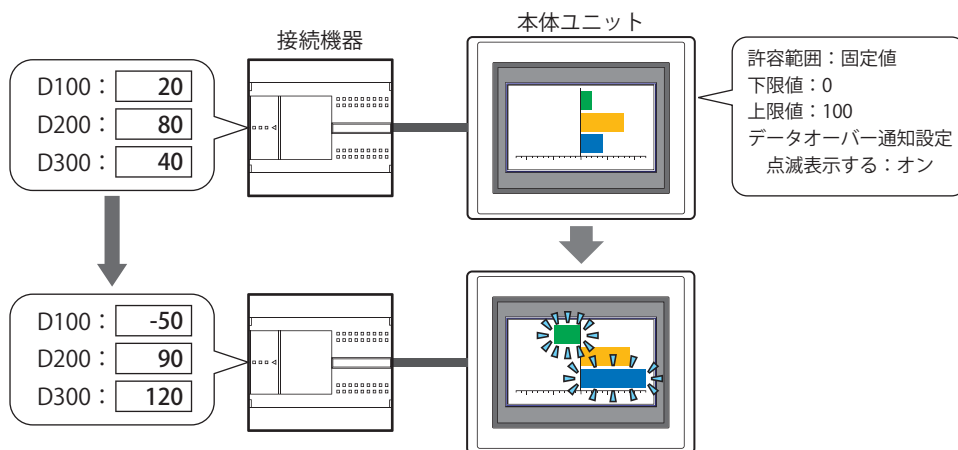 接続機器
本体ユニット
D100： 20
D200： 80
D300： 40
許容範囲：固定値
下限値：0
上限値：100
データオーバー通知設定
点滅表示する：オン
D100： -50
D200： 90
D300： 120